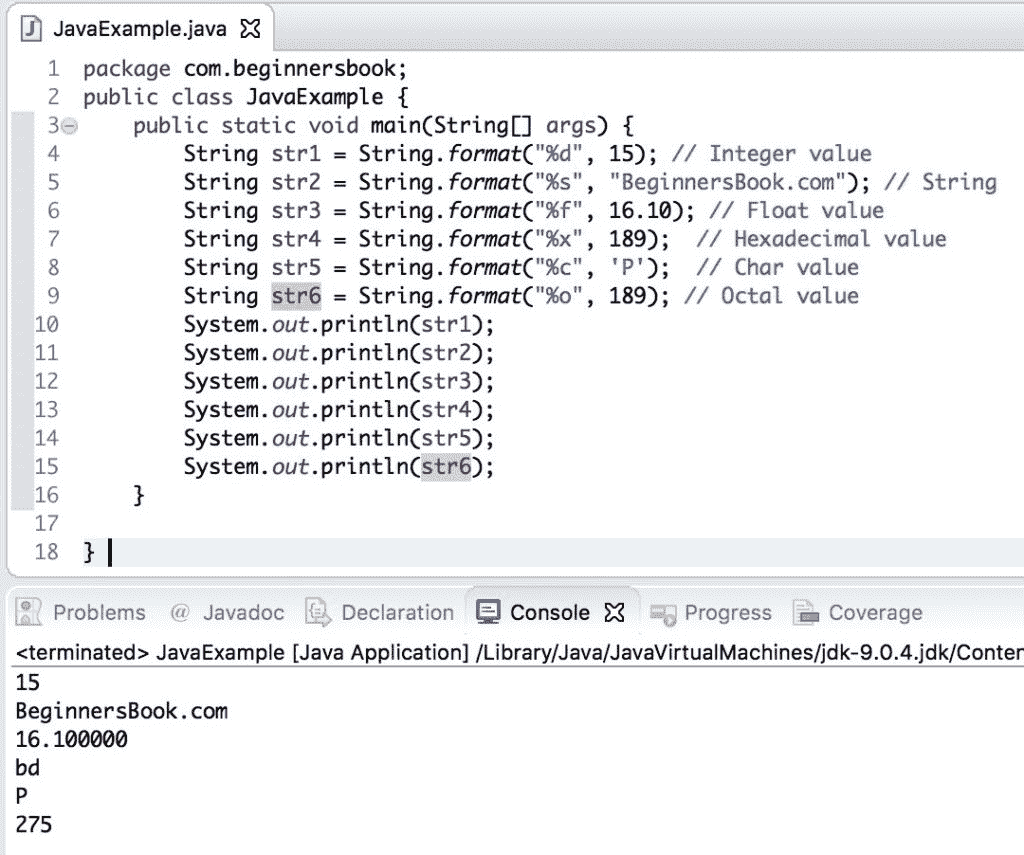 JavaExample.java
1 package com.beginnersbook;
2 public class JavaExample {
3 public static void main(String[] args) {
4 String str1 = String.format("%d", 15); // Integer value
5 String str2 = String.format("%s", "BeginnersBook.com"); // String
6 String str3 = String.format("%f", 16.10); // Float value
7 String str4 = String.format("%x", 189);  // Hexadecimal value
8 String str5 = String.format("%c", 'P');  // Char value
9 String str6 = String.format("%o", 189); // Octal value
10 System.out.println(str1);
11 System.out.println(str2);
12 System.out.println(str3);
13 System.out.println(str4);
14 System.out.println(str5);
15 System.out.println(str6);
16 }
17
18 }
Problems @ Javadoc Declaration Console Progress Coverage
<terminated> JavaExample [Java Application] /Library/Java/JavaVirtualMachines/jdk-9.0.4.jdk/Conten
15
BeginnersBook.com
16.100000
bd
P
275